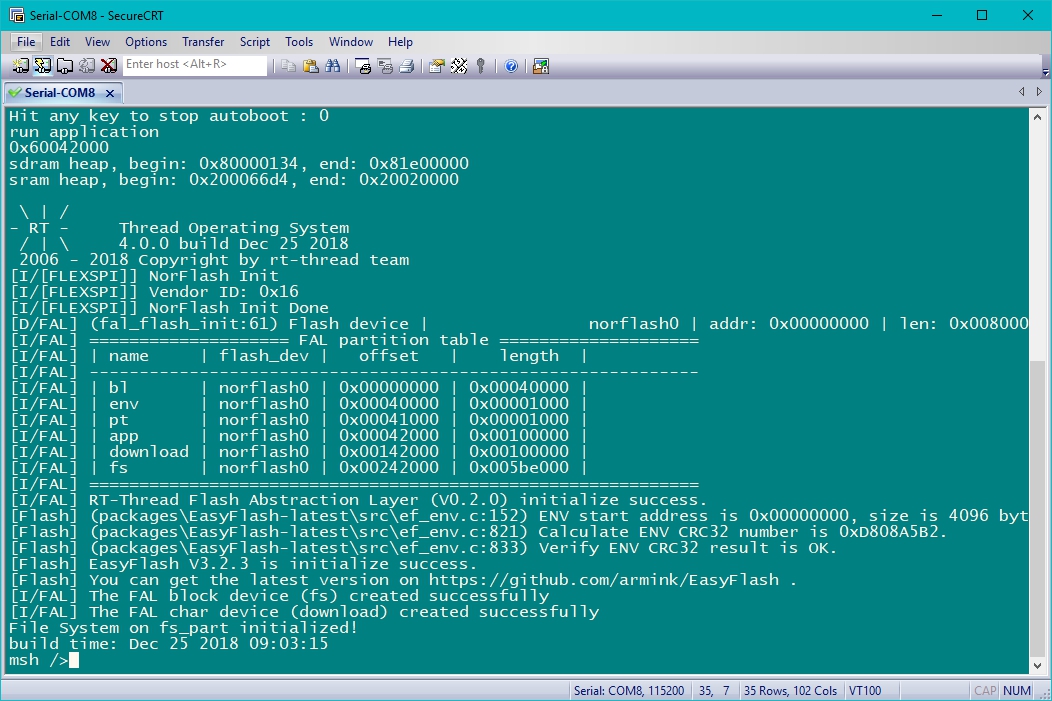 Serial-COM8 - SecureCRT
File Edit View Options Transfer Script Tools Window Help
Enter host <Alt+R>
Serial-COM8
Hit any key to stop autoboot : 0
run application
0x60042000
sdram heap, begin: 0x80000134, end: 0x81e00000
sram heap, begin: 0x200066d4, end: 0x20020000
 \ | /
- RT -     Thread Operating System
 / | \     4.0.0 build Dec 25 2018
 2006 - 2018 Copyright by rt-thread team
[I/[FLEXSPI]] NorFlash Init
[I/[FLEXSPI]] Vendor ID: 0x16
[I/[FLEXSPI]] NorFlash Init Done
[D/FAL] (fal_flash_init:61) Flash device |                norflash0 | addr: 0x00000000 | len: 0x008000
[I/FAL] ==================== FAL partition table ====================
[I/FAL] | name     | flash_dev |   offset   |    length  |
[I/FAL] -------------------------------------------------------------
[I/FAL] | bl       | norflash0 | 0x00000000 | 0x00040000 |
[I/FAL] | env      | norflash0 | 0x00040000 | 0x00001000 |
[I/FAL] | pt       | norflash0 | 0x00041000 | 0x00001000 |
[I/FAL] | app      | norflash0 | 0x00042000 | 0x00100000 |
[I/FAL] | download | norflash0 | 0x00142000 | 0x00100000 |
[I/FAL] | fs       | norflash0 | 0x00242000 | 0x005be000 |
[I/FAL] =============================================================
[I/FAL] RT-Thread Flash Abstraction Layer (V0.2.0) initialize success.
[Flash] (packages\EasyFlash-latest\src\ef_env.c:152) ENV start address is 0x00000000, size is 4096 byt
[Flash] (packages\EasyFlash-latest\src\ef_env.c:821) Calculate ENV CRC32 number is 0xD808A5B2.
[Flash] (packages\EasyFlash-latest\src\ef_env.c:833) Verify ENV CRC32 result is OK.
[Flash] EasyFlash V3.2.3 is initialize success.
[Flash] You can get the latest version on https://github.com/armink/EasyFlash .
[I/FAL] The FAL block device (fs) created successfully
[I/FAL] The FAL char device (download) created successfully
File System on fs_part initialized!
build time: Dec 25 2018 09:03:15
msh />
Serial: COM8, 115200 35, 7 35 Rows, 102 Cols VT100 CAP NUM